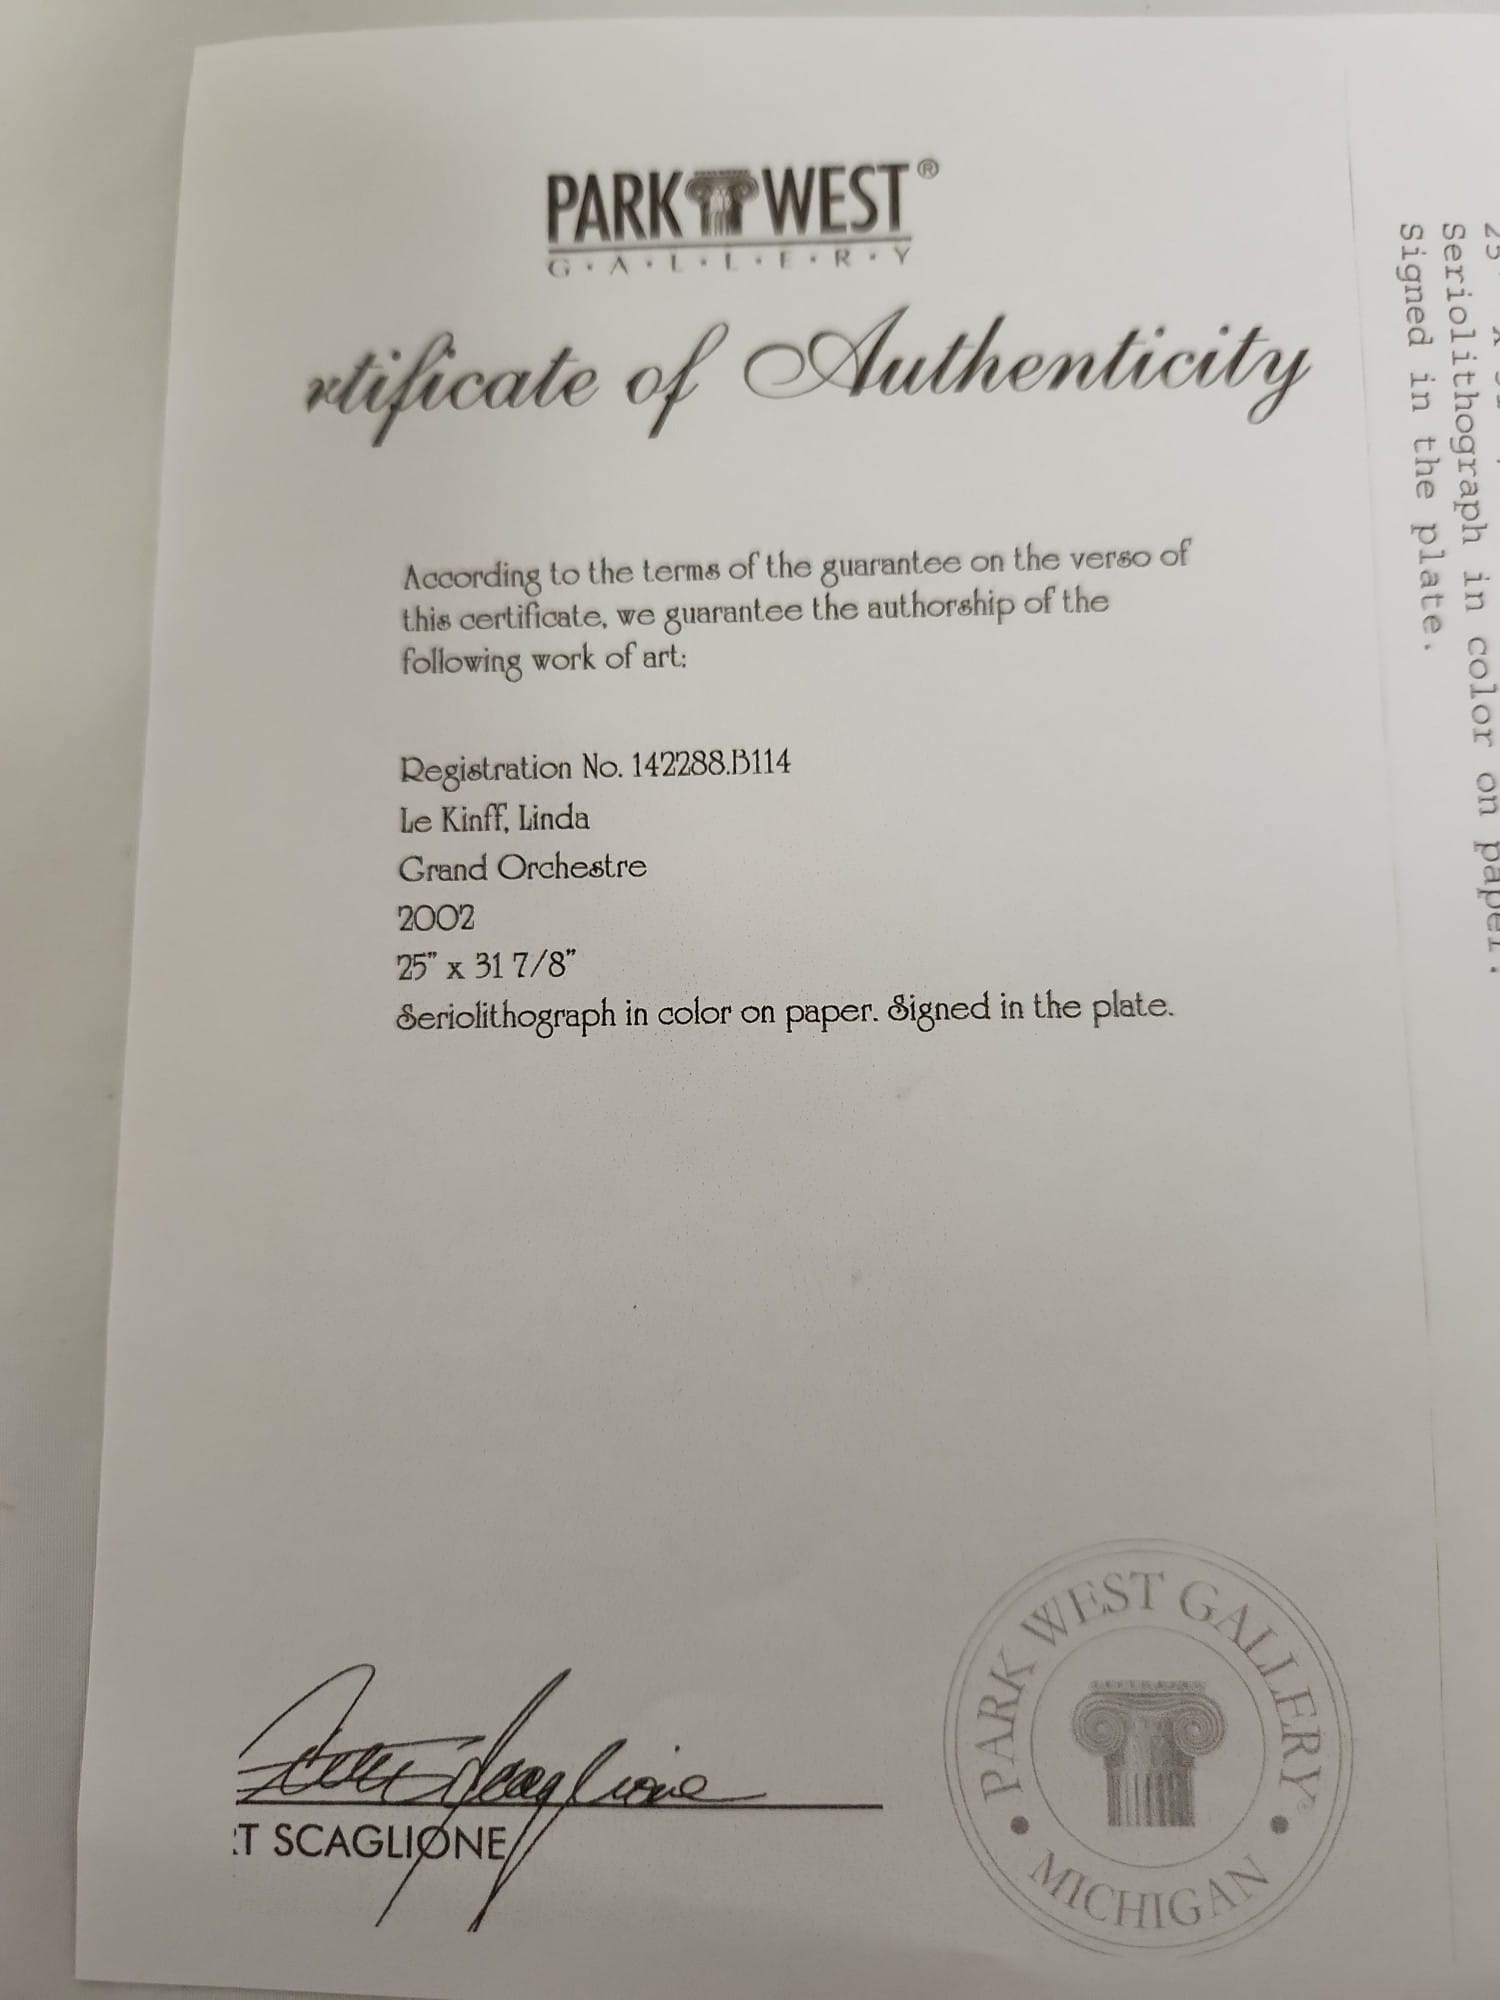 PARK WEST®
G·A·L·L·E·R·Y
rtificate of Authenticity
According to the terms of the guarantee on the verso of
this certificate, we guarantee the authorship of the
following work of art:
Registration No. 142288.B114
Le Kinff, Linda
Grand Orchestre
2002
25" x 31 7/8"
Seriolithograph in color on paper. Signed in the plate.
T SCAGLIONE
PARK WEST GALLERY
• MICHIGAN •
25
Seriolithograph in color on paper.
Signed in the plate.